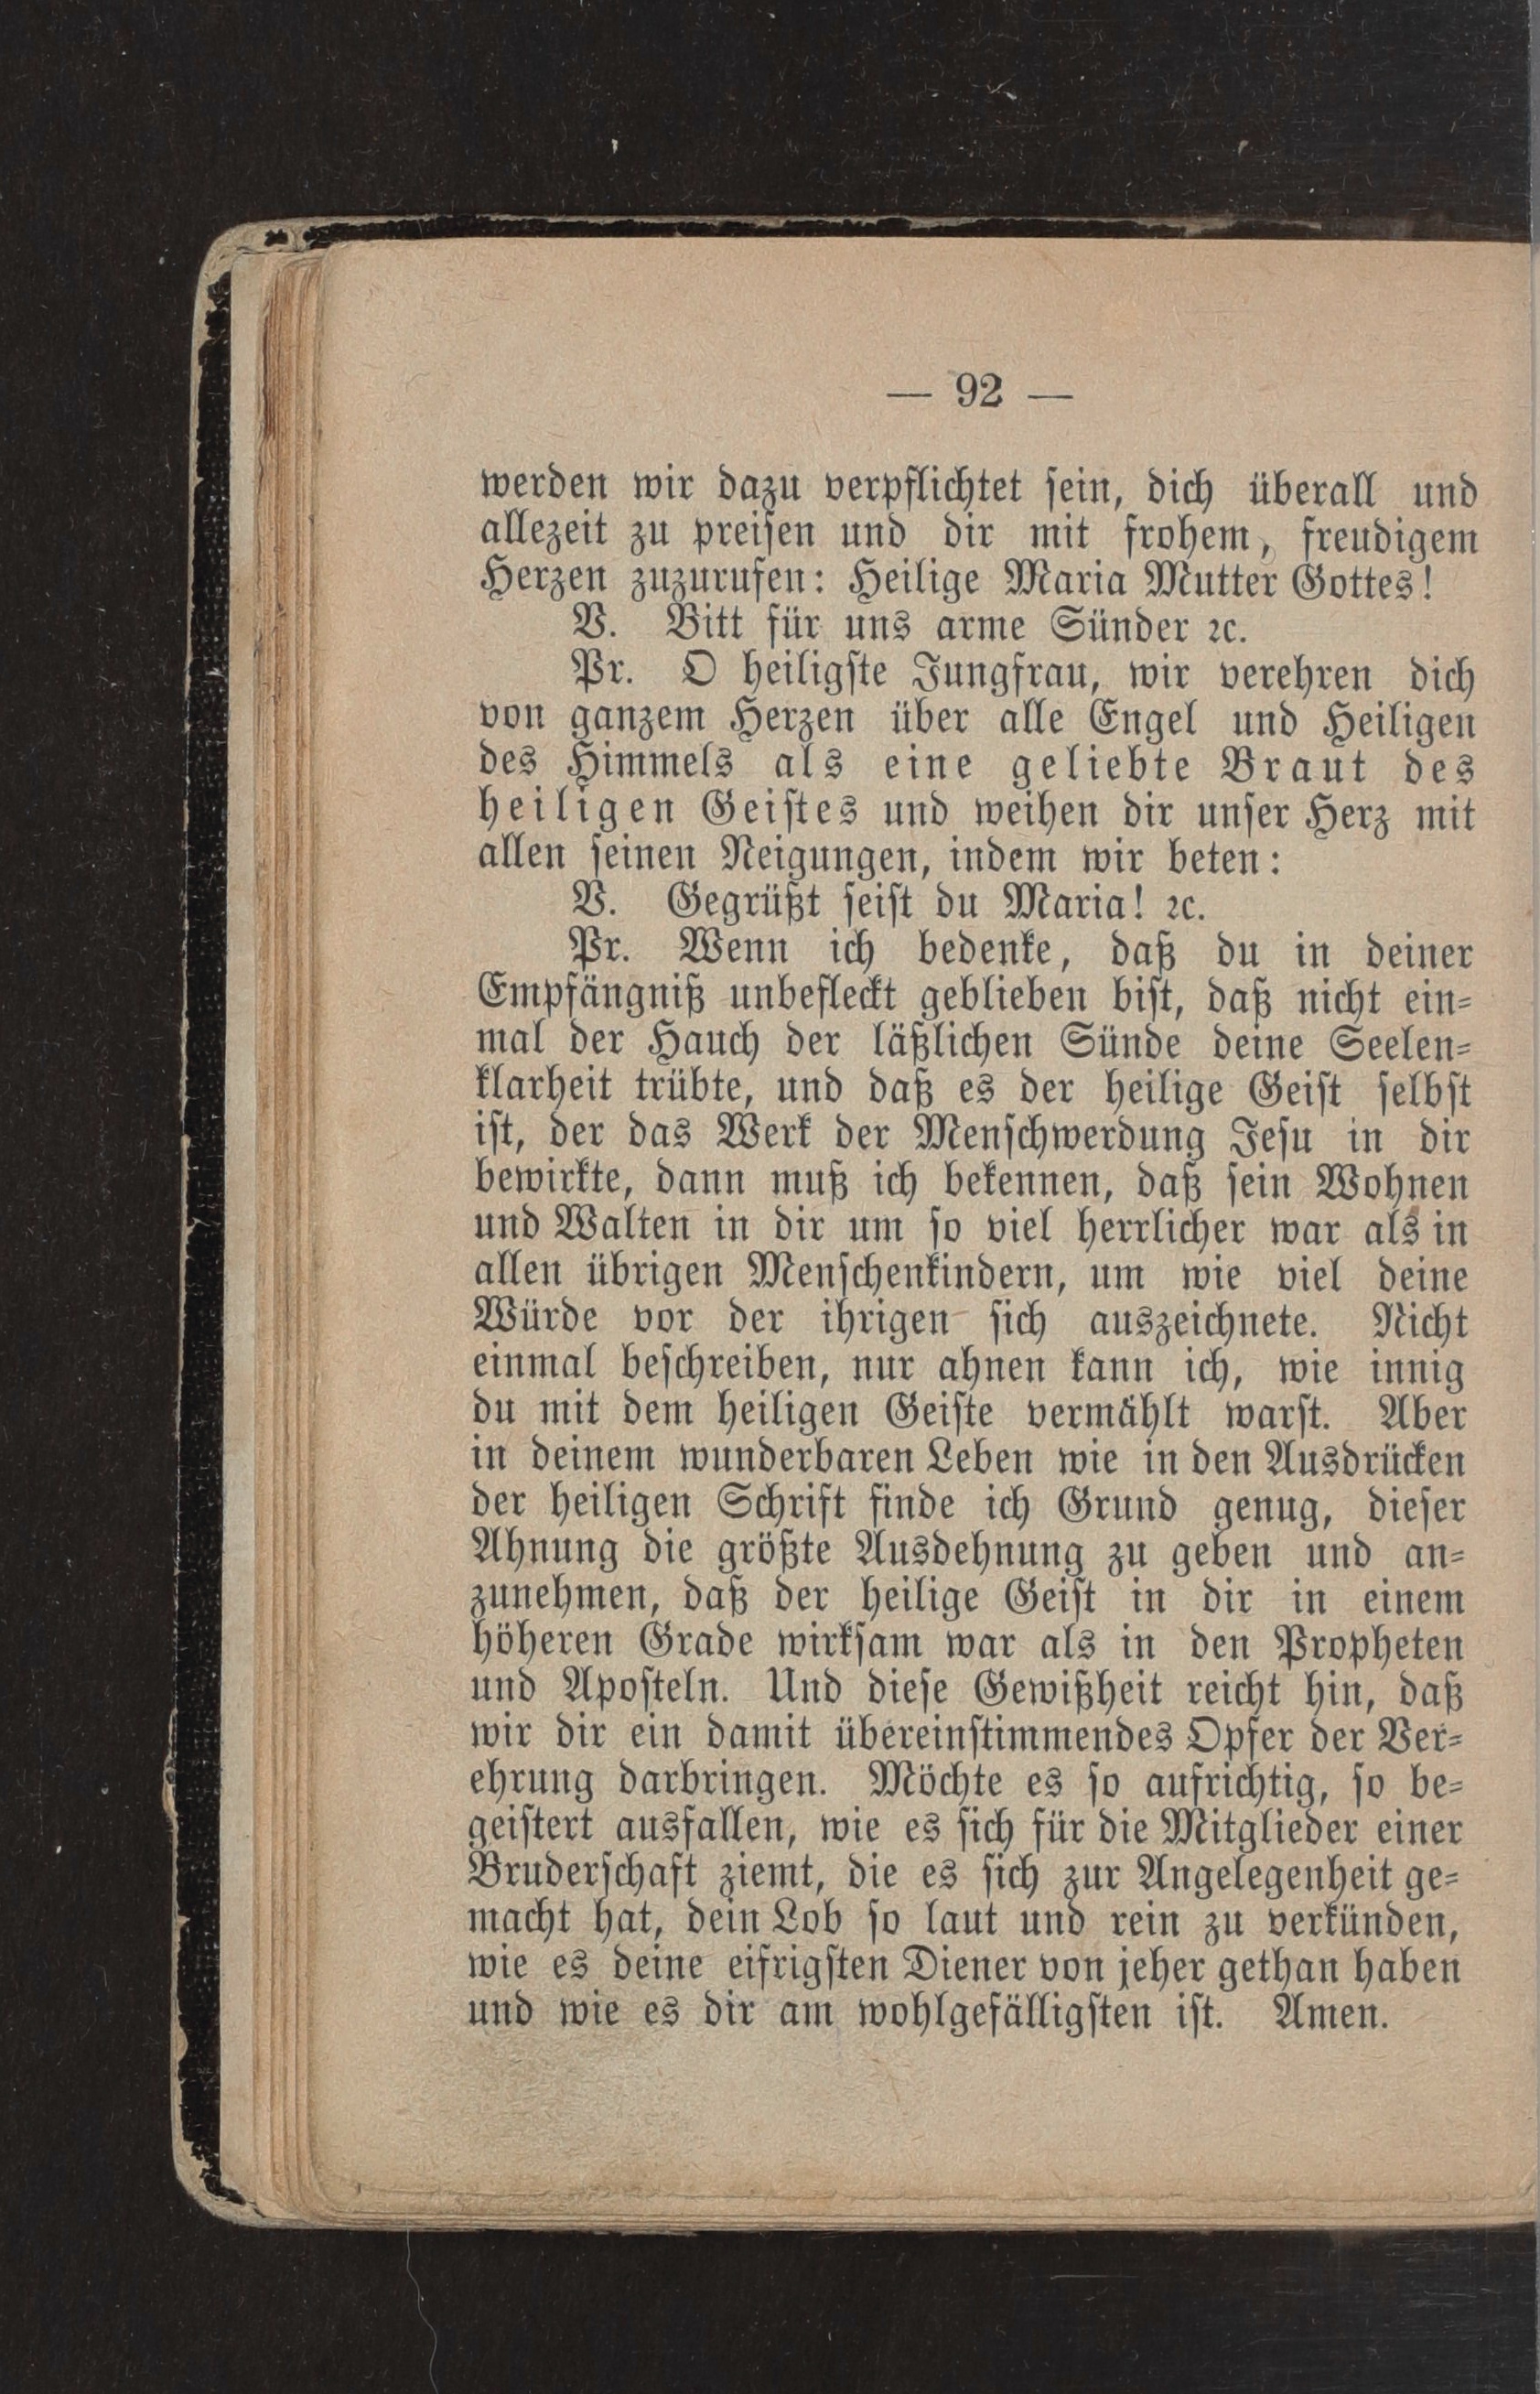 — 92 —
werden wir dazu verpflichtet sein, dich überall und
allezeit zu preisen und dir mit frohem, freudigem
Herzen zuzurufen: Heilige Maria Mutter Gottes!
V. Bitt für uns arme Sünder ꝛc.
Pr. O heiligste Jungfrau, wir verehren dich
von ganzem Herzen über alle Engel und Heiligen
des Himmels als eine geliebte Braut des
heiligen Geistes und weihen dir unser Herz mit
allen seinen Neigungen, indem wir beten:
V. Gegrüßt seist du Maria! ꝛc.
Pr. Wenn ich bedenke, daß du in deiner
Empfängniß unbefleckt geblieben bist, daß nicht ein-
mal der Hauch der läßlichen Sünde deine Seelen-
klarheit trübte, und daß es der heilige Geist selbst
ist, der das Werk der Menschwerdung Jesu in dir
bewirkte, dann muß ich bekennen, daß sein Wohnen
und Walten in dir um so viel herrlicher war als in
allen übrigen Menschenkindern, um wie viel deine
Würde vor der ihrigen sich auszeichnete. Nicht
einmal beschreiben, nur ahnen kann ich, wie innig
du mit dem heiligen Geiste vermählt warst. Aber
in deinem wunderbaren Leben wie in den Ausdrücken
der heiligen Schrift finde ich Grund genug, dieser
Ahnung die größte Ausdehnung zu geben und an-
zunehmen, daß der heilige Geist in dir in einem
höheren Grade wirksam war als in den Propheten
und Aposteln. Und diese Gewißheit reicht hin, daß
wir dir ein damit übereinstimmendes Opfer der Ver-
ehrung darbringen. Möchte es so aufrichtig, so be-
geistert ausfallen, wie es sich für die Mitglieder einer
Bruderschaft ziemt, die es sich zur Angelegenheit ge-
macht hat, dein Lob so laut und rein zu verkünden,
wie es deine eifrigsten Diener von jeher gethan haben
und wie es dir am wohlgefälligsten ist. Amen.